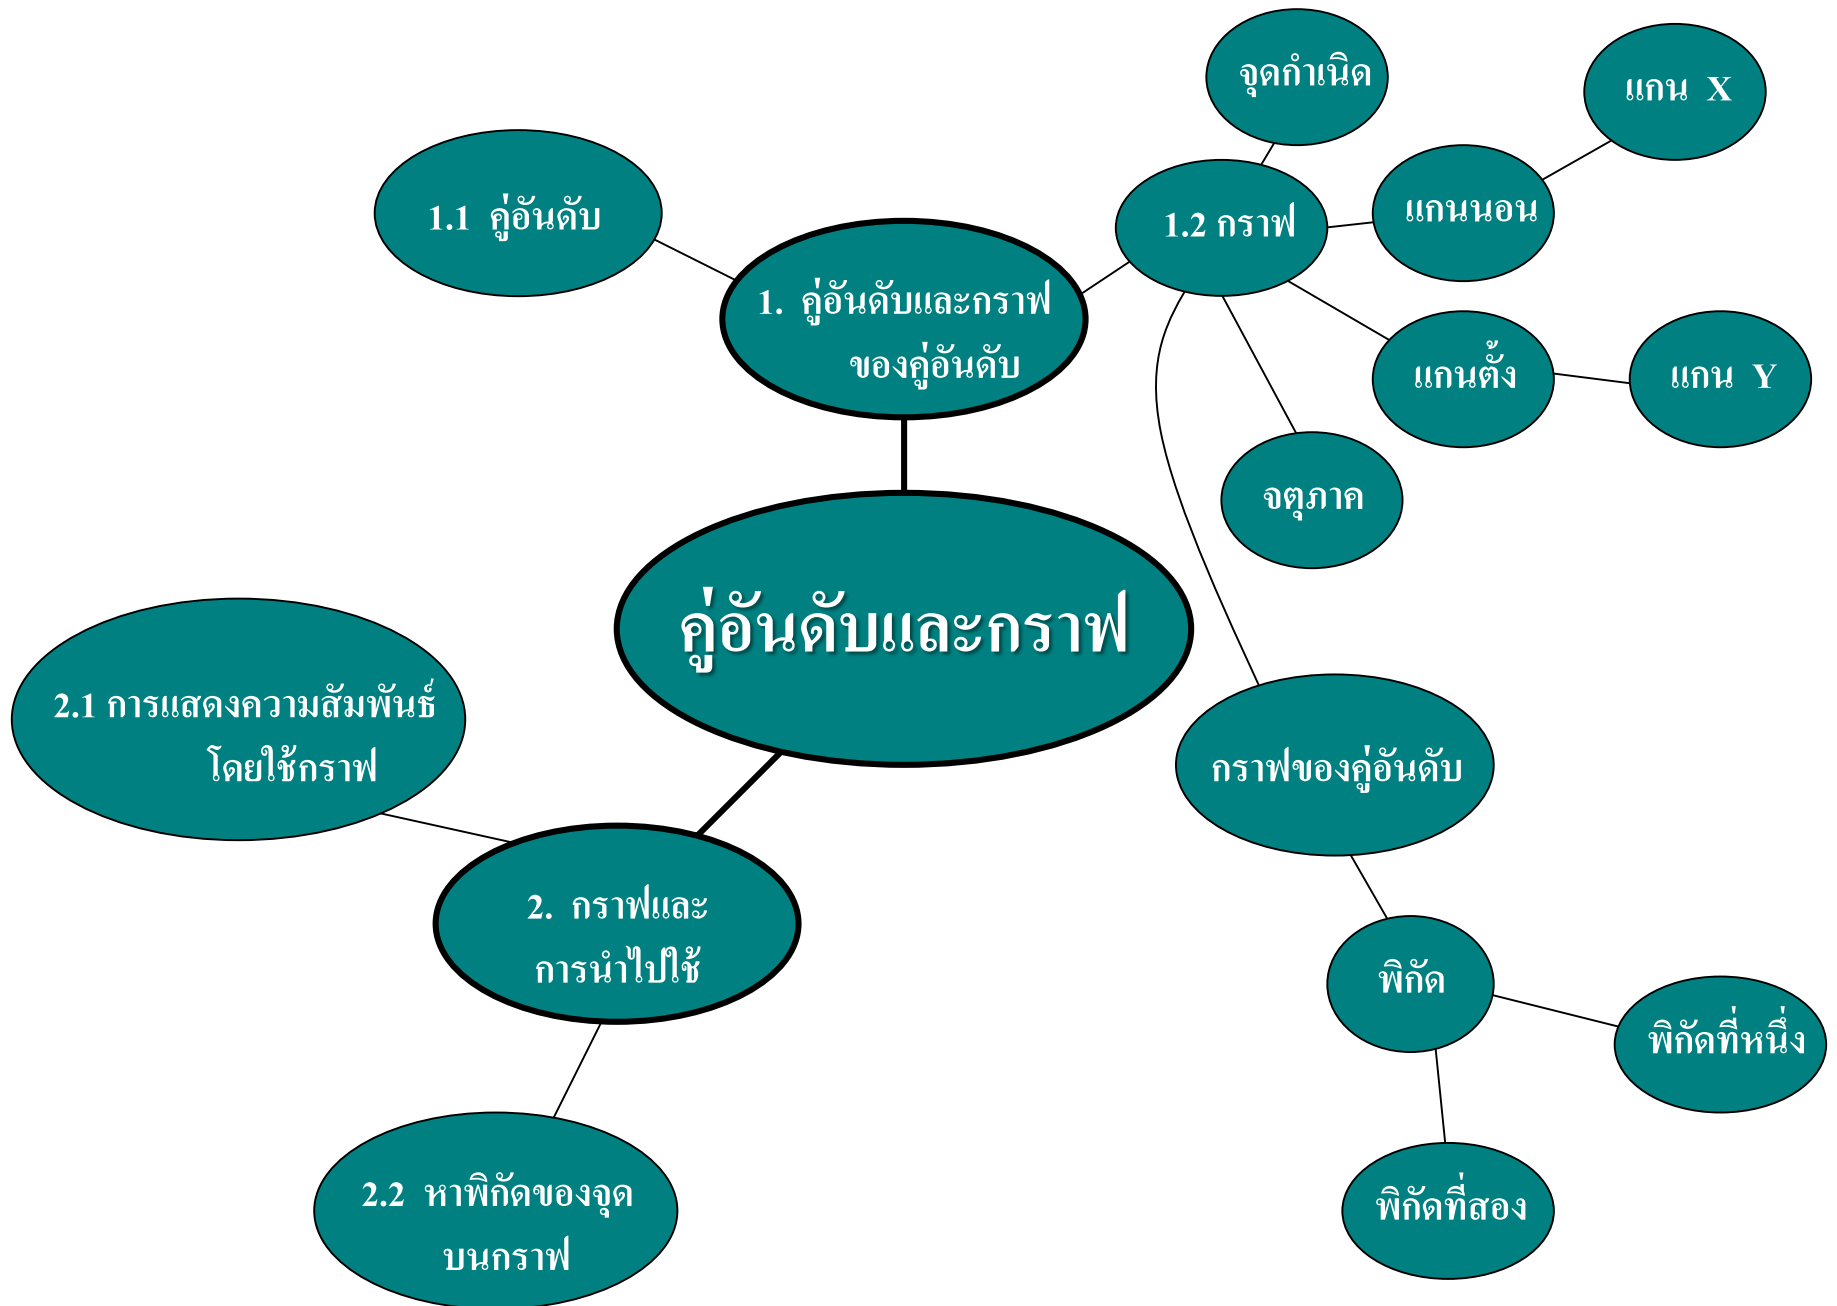 จุดกำเนิด
แกน X
1.1 คู่อันดับ
1.2 กราฟ
แกนนอน
1. คู่อันดับและกราฟ
ของคู่อันดับ
แกนตั้ง
แกน Y
จตุภาค
คู่อันดับและกราฟ
2.1 การแสดงความสัมพันธ์
โดยใช้กราฟ
กราฟของคู่อันดับ
2. กราฟและ
การนำไปใช้
พิกัด
พิกัดที่หนึ่ง
2.2 หาพิกัดของจุด
บนกราฟ
พิกัดที่สอง